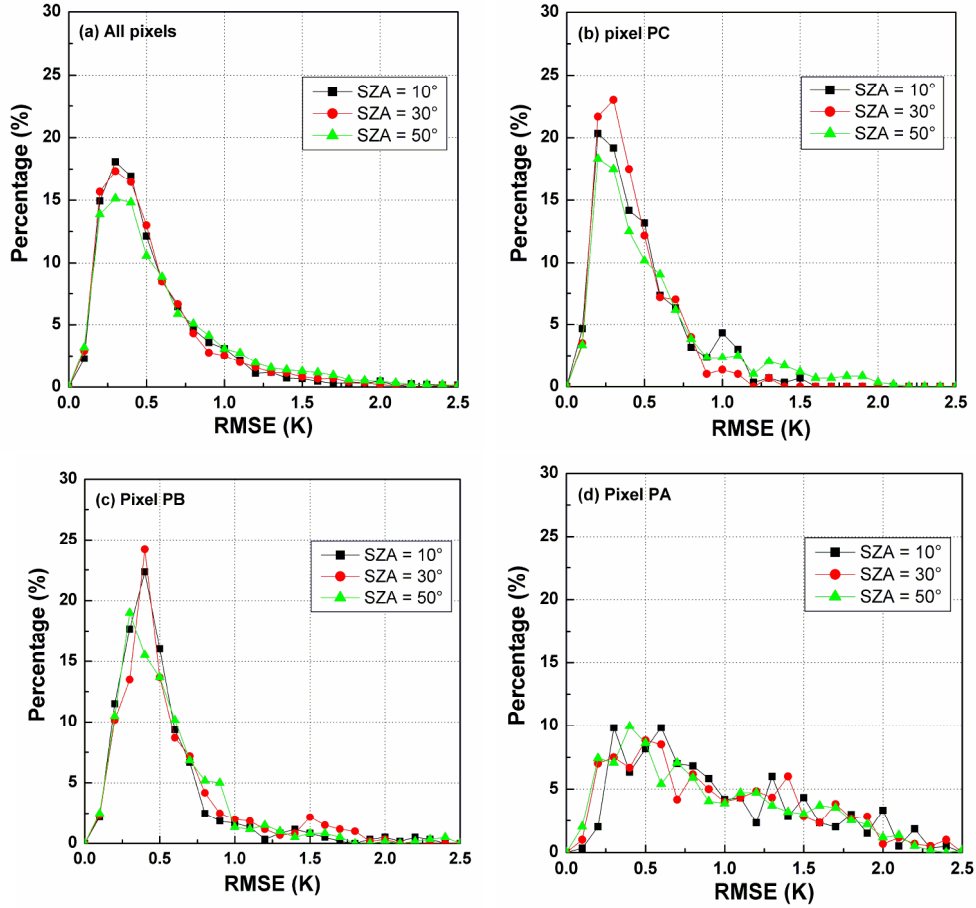 (a) All pixels
SZA = 10°
SZA = 30°
SZA = 50°
Percentage (%)
30
25
20
15
10
5
0
0.0 0.5 1.0 1.5 2.0 2.5
RMSE (K)
(b) pixel PC
SZA = 10°
SZA = 30°
SZA = 50°
Percentage (%)
30
25
20
15
10
5
0
0.0 0.5 1.0 1.5 2.0 2.5
RMSE (K)
(c) Pixel PB
SZA = 10°
SZA = 30°
SZA = 50°
Percentage (%)
30
25
20
15
10
5
0
0.0 0.5 1.0 1.5 2.0 2.5
RMSE (K)
(d) Pixel PA
SZA = 10°
SZA = 30°
SZA = 50°
Percentage (%)
30
25
20
15
10
5
0
0.0 0.5 1.0 1.5 2.0 2.5
RMSE (K)